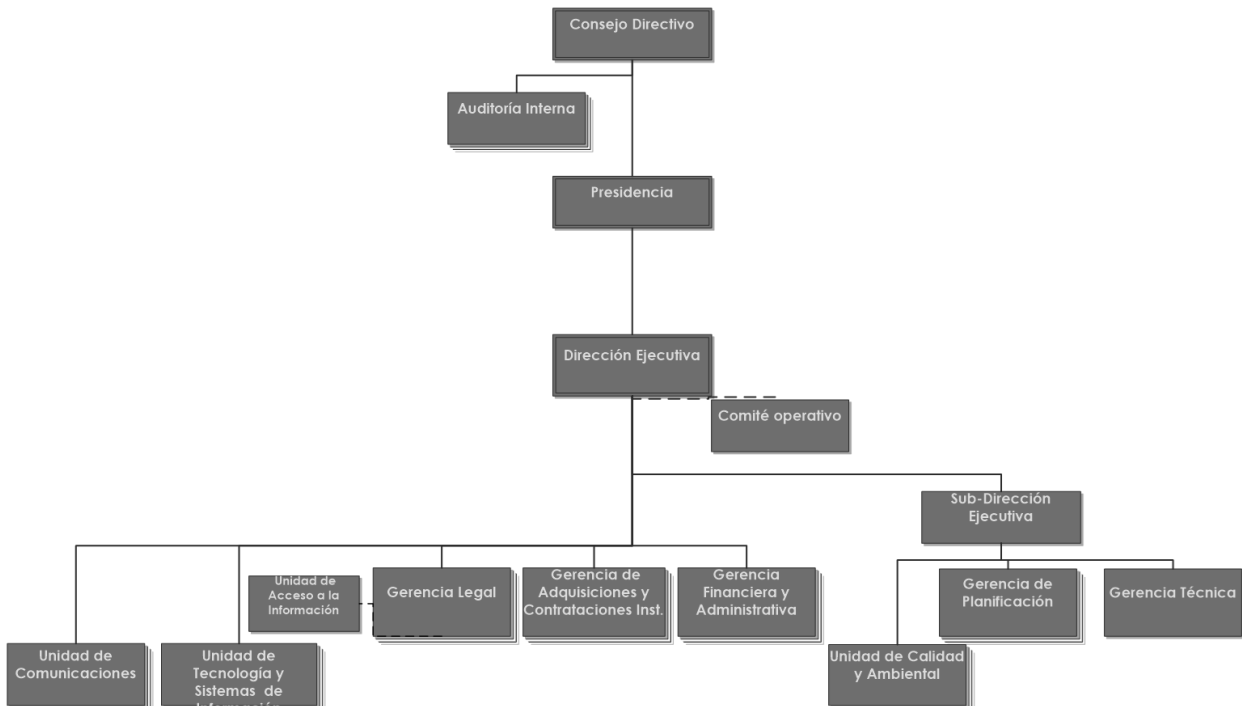 Consejo Directivo
Auditoría Interna
Presidencia
Dirección Ejecutiva
Comité operativo
Sub-Dirección
Ejecutiva
Unidad de
Acceso a la
Información
Gerencia Legal
Gerencia de
Adquisiciones y
Contrataciones Inst.
Gerencia
Financiera y
Administrativa
Gerencia de
Planificación
Gerencia Técnica
Unidad de
Comunicaciones
Unidad de
Tecnología y
Sistemas de
Información
Unidad de Calidad
y Ambiental